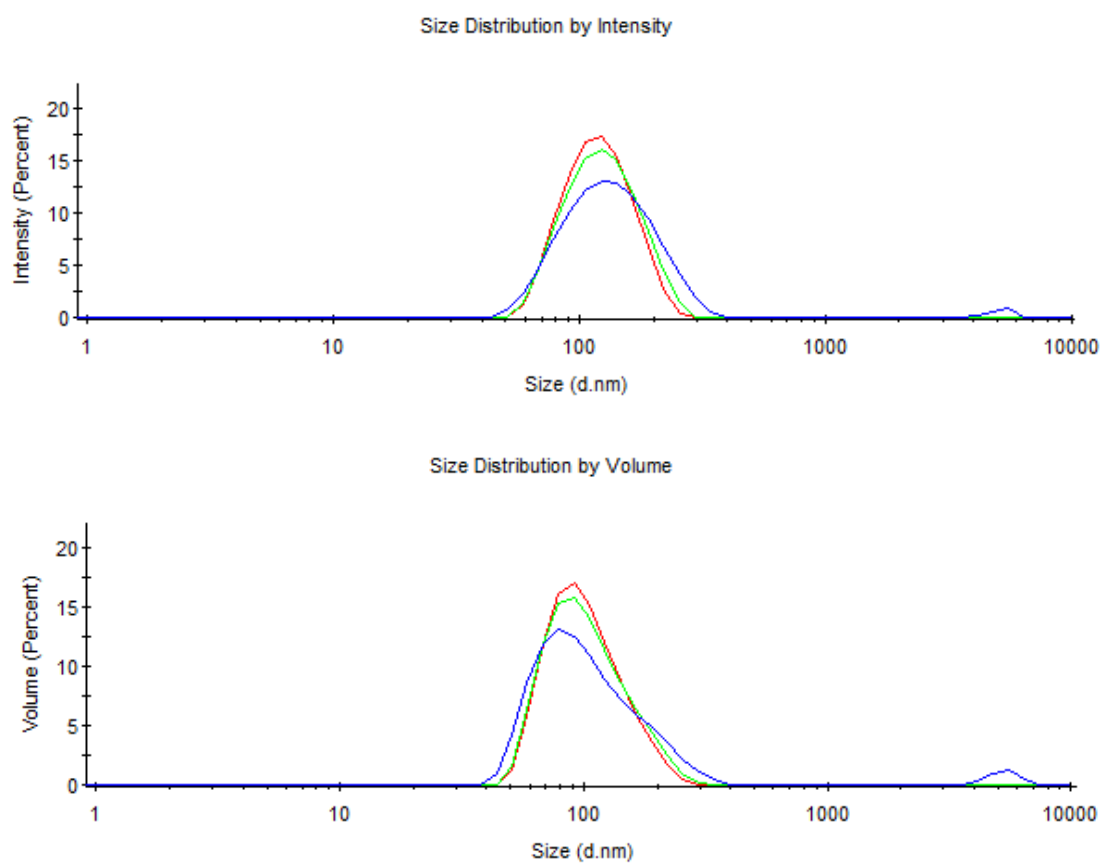 Size Distribution by Intensity
Intensity (Percent)
20
15
10
5
0
1 10 100 1000 10000
Size (d.nm)
Size Distribution by Volume
Volume (Percent)
20
15
10
5
0
1 10 100 1000 10000
Size (d.nm)